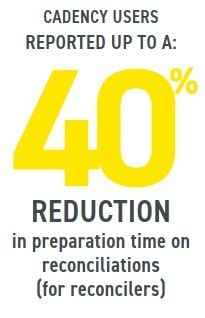 CADENCY USERS
REPORTED UP TO A:
40%
REDUCTION
in preparation time on
reconciliations
(for reconcilers)